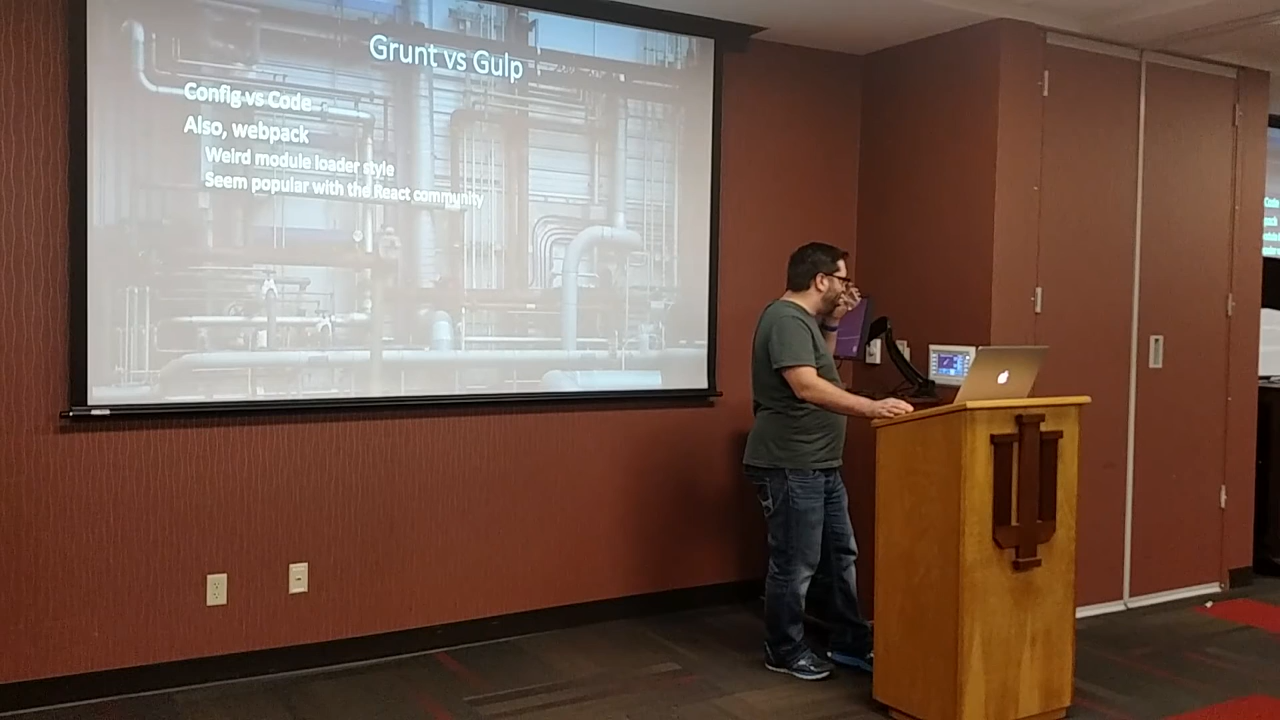 Grunt vs Gulp
Config vs Code
Also, webpack
Weird module loader style
Seem popular with the React community